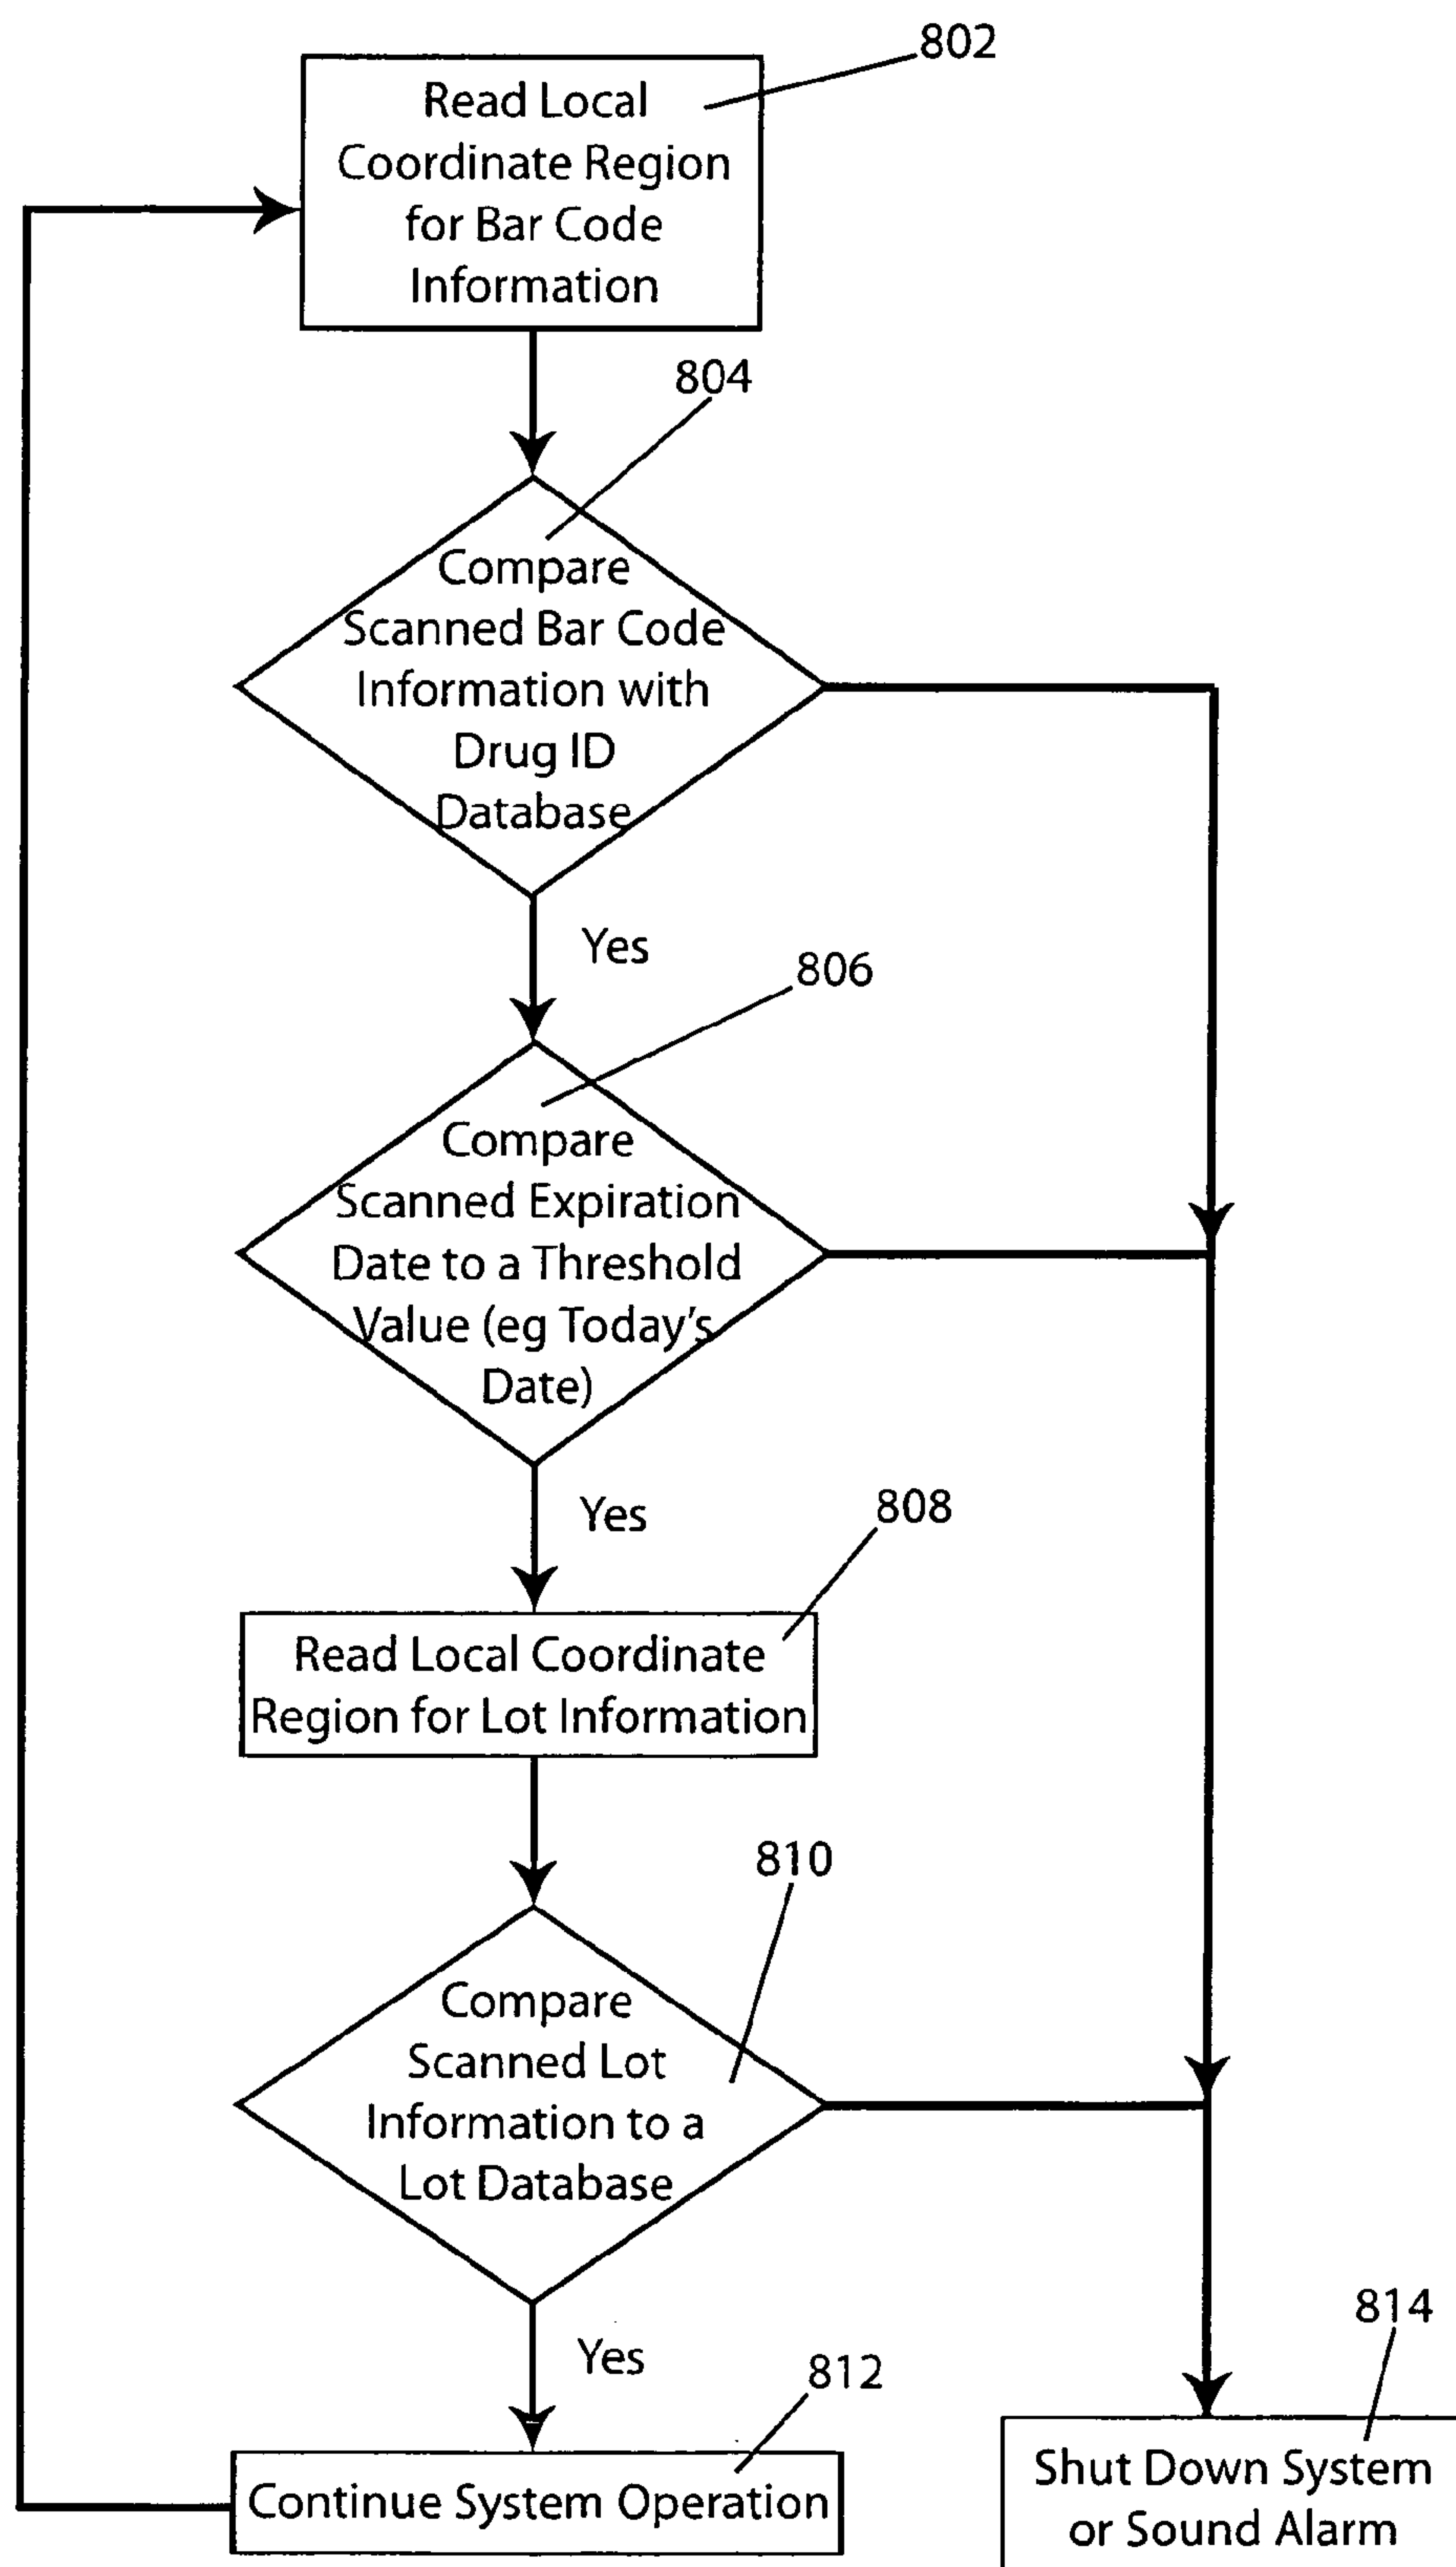 802
Read Local
Coordinate Region
for Bar Code
Information
804
Compare
Scanned Bar Code
Information with
Drug ID
Database
Yes
806
Compare
Scanned Expiration
Date to a Threshold
Value (eg Today's
Date)
Yes
808
Read Local Coordinate
Region for Lot Information
810
Compare
Scanned Lot
Information to a
Lot Database
Yes
812
Continue System Operation
814
Shut Down System
or Sound Alarm